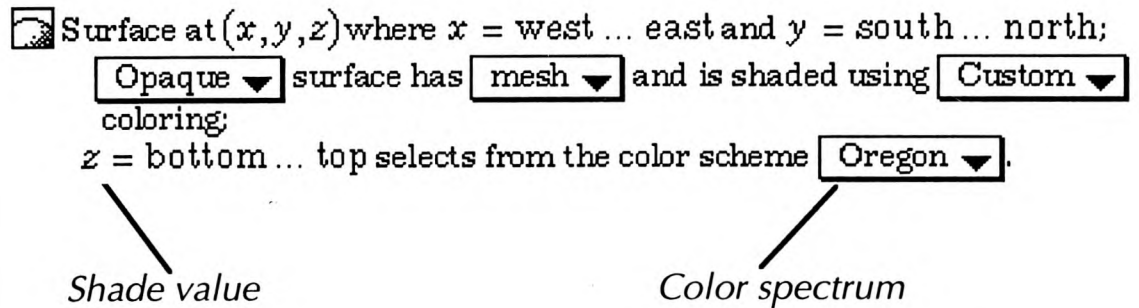 Surface at (x,y,z) where x = west ... east and y = south ... north;
Opaque surface has mesh and is shaded using Custom
coloring;
z = bottom ... top selects from the color scheme Oregon.
Shade value Color spectrum